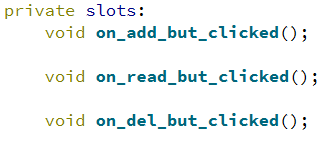 private slots:
void on_add_but_clicked();
void on_read_but_clicked();
void on_del_but_clicked();